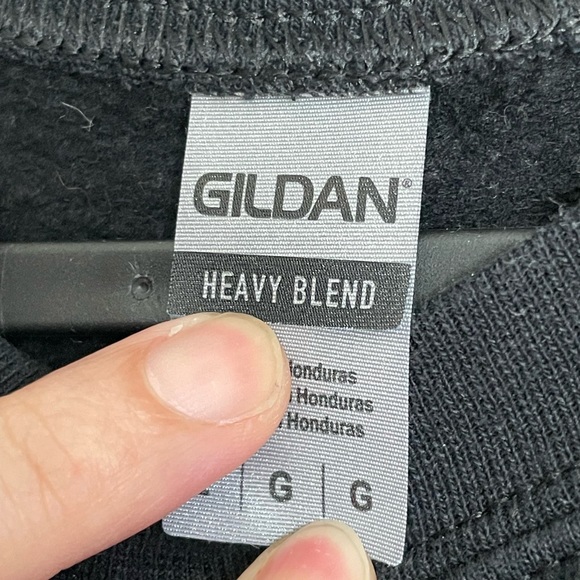 GILDAN®
HEAVY BLEND
Honduras
Honduras
Honduras
G | G